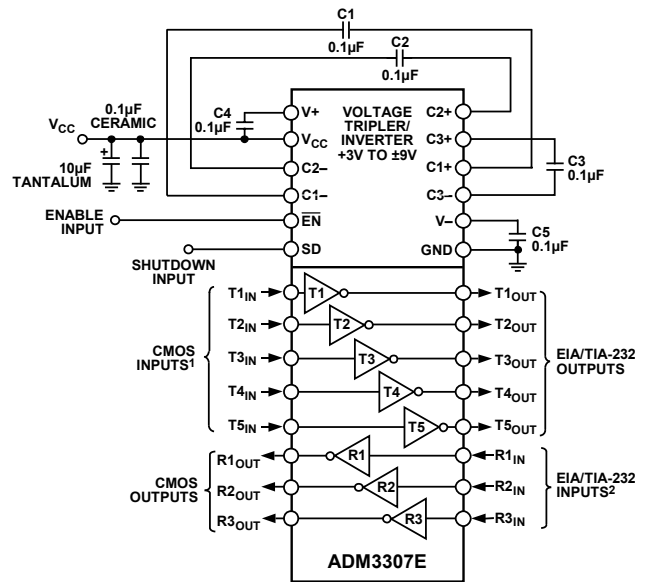 C1
0.1µF
C2
0.1µF
0.1µF
CERAMIC
C4
0.1µF
V+
VOLTAGE
TRIPLER/
INVERTER
+3V TO ±9V
C2+
VCC
VCC
C3+
+
10µF
TANTALUM
C2–
C1+
C3
0.1µF
C1–
C3–
ENABLE
INPUT
EN
V–
C5
0.1µF
SHUTDOWN
INPUT
SD
GND
T1IN
T1
T1OUT
T2IN
T2
T2OUT
CMOS
INPUTS1
T3IN
T3
T3OUT
EIA/TIA-232
OUTPUTS
T4IN
T4
T4OUT
T5IN
T5
T5OUT
CMOS
OUTPUTS
R1OUT
R1
R1IN
R2OUT
R2
R2IN
EIA/TIA-232
INPUTS2
R3OUT
R3
R3IN
ADM3307E